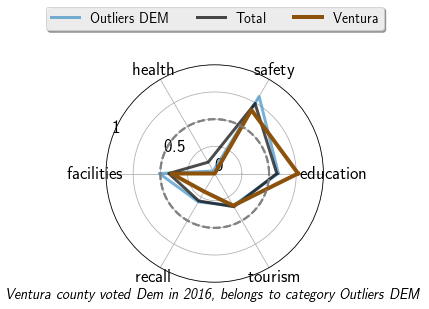 Outliers DEM Total Ventura
health safety
1
0.5
0
facilities education
recall tourism
Ventura county voted Dem in 2016, belongs to category Outliers DEM